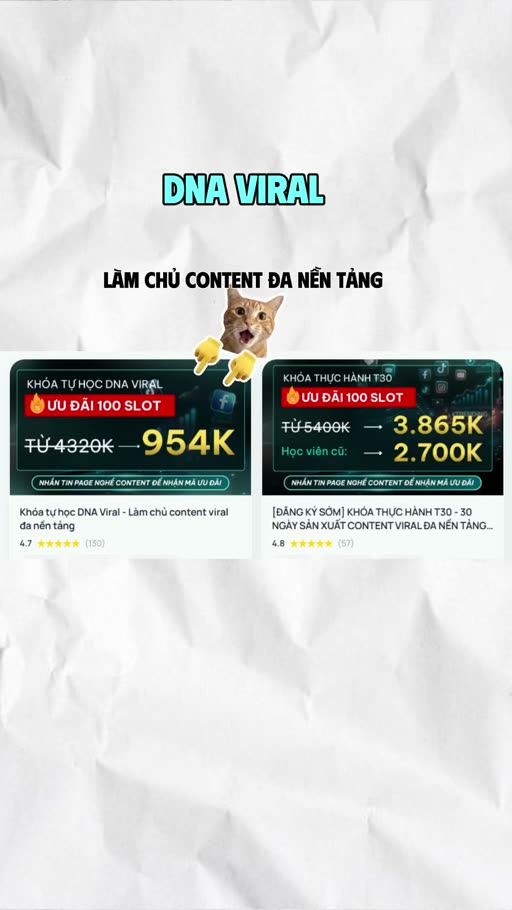 DNA VIRAL
LÀM CHỦ CONTENT ĐA NỀN TẢNG
KHÓA TỰ HỌC DNA VIRAL
ƯU ĐÃI 100 SLOT
TỪ 4320K → 954K
NHẮN TIN PAGE NGHỀ CONTENT ĐỂ NHẬN MÃ ƯU ĐÃI
Khóa tự học DNA Viral - Làm chủ content viral
đa nền tảng
4.7 ★★★★★ (130)
KHÓA THỰC HÀNH T30
ƯU ĐÃI 100 SLOT
TỪ 5400K → 3.865K
Học viên cũ: → 2.700K
NHẮN TIN PAGE NGHỀ CONTENT ĐỂ NHẬN MÃ ƯU ĐÃI
[ĐĂNG KÝ SỚM] KHÓA THỰC HÀNH T30 - 30
NGÀY SẢN XUẤT CONTENT VIRAL ĐA NỀN TẢNG...
4.8 ★★★★★ (57)